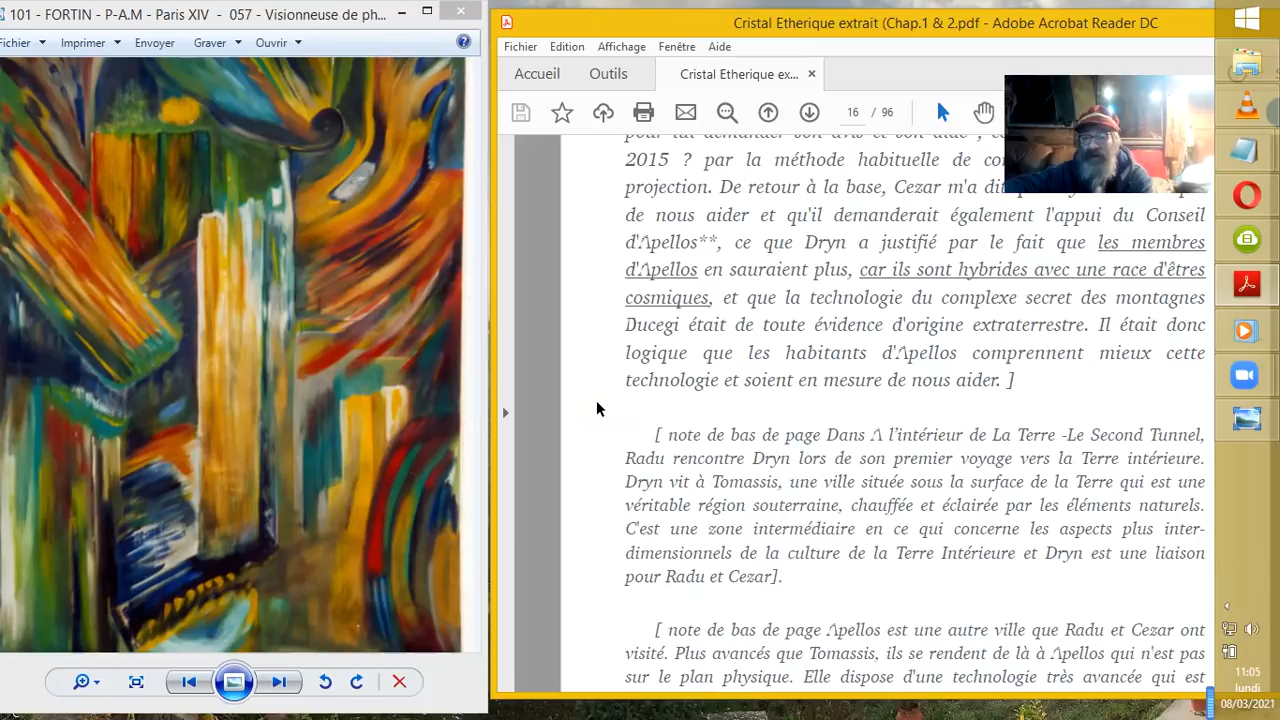 101 - FORTIN - P-A-M - Paris XIV - 057 - Visionneuse de ph...
Fichier Imprimer Envoyer Graver Ouvrir
Cristal Etherique extrait (Chap.1 & 2.pdf - Adobe Acrobat Reader DC
Fichier Edition Affichage Fenêtre Aide
Accueil Outils Cristal Etherique ex...
16 / 96
pour lui demander son avis et son aide
2015 ? par la méthode habituelle de
projection. De retour à la base, Cezar m'a
de nous aider et qu'il demanderait également l'appui du Conseil
d'Apellos**, ce que Dryn a justifié par le fait que les membres
d'Apellos en sauraient plus, car ils sont hybrides avec une race d'êtres
cosmiques, et que la technologie du complexe secret des montagnes
Bucegi était de toute évidence d'origine extraterrestre. Il était donc
logique que les habitants d'Apellos comprennent mieux cette
technologie et soient en mesure de nous aider. ]
[ note de bas de page Dans A l'intérieur de La Terre -Le Second Tunnel,
Radu rencontre Dryn lors de son premier voyage vers la Terre intérieure.
Dryn vit à Tomassis, une ville située sous la surface de la Terre qui est une
véritable région souterraine, chauffée et éclairée par les éléments naturels.
C'est une zone intermédiaire en ce qui concerne les aspects plus inter-
dimensionnels de la culture de la Terre Intérieure et Dryn est une liaison
pour Radu et Cezar].
[ note de bas de page Apellos est une autre ville que Radu et Cezar ont
visité. Plus avancés que Tomassis, ils se rendent de là à Apellos qui n'est pas
sur le plan physique. Elle dispose d'une technologie très avancée qui est
11:05
lundi
08/03/2021